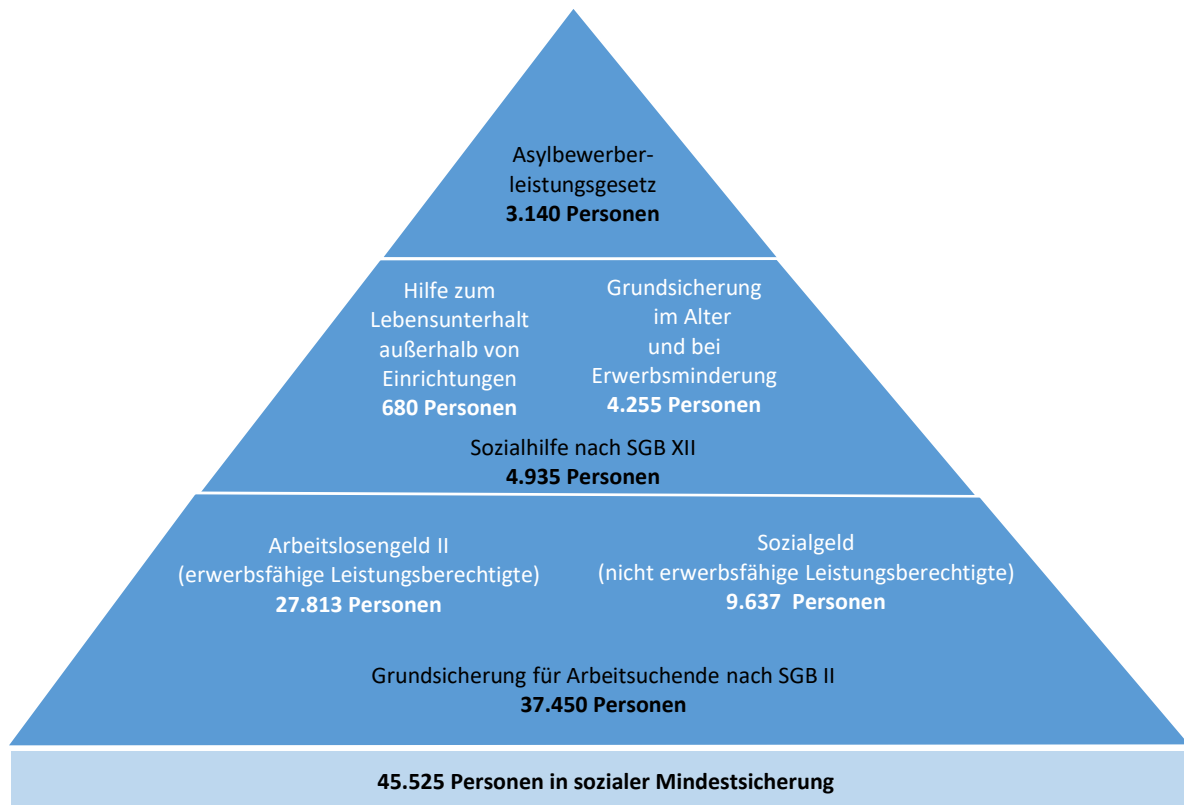 Asylbewerber-
leistungsgesetz
3.140 Personen
Hilfe zum
Lebensunterhalt
außerhalb von
Einrichtungen
680 Personen
Grundsicherung
im Alter
und bei
Erwerbsminderung
4.255 Personen
Sozialhilfe nach SGB XII
4.935 Personen
Arbeitslosengeld II
(erwerbsfähige Leistungsberechtigte)
27.813 Personen
Sozialgeld
(nicht erwerbsfähige Leistungsberechtigte)
9.637 Personen
Grundsicherung für Arbeitsuchende nach SGB II
37.450 Personen
45.525 Personen in sozialer Mindestsicherung